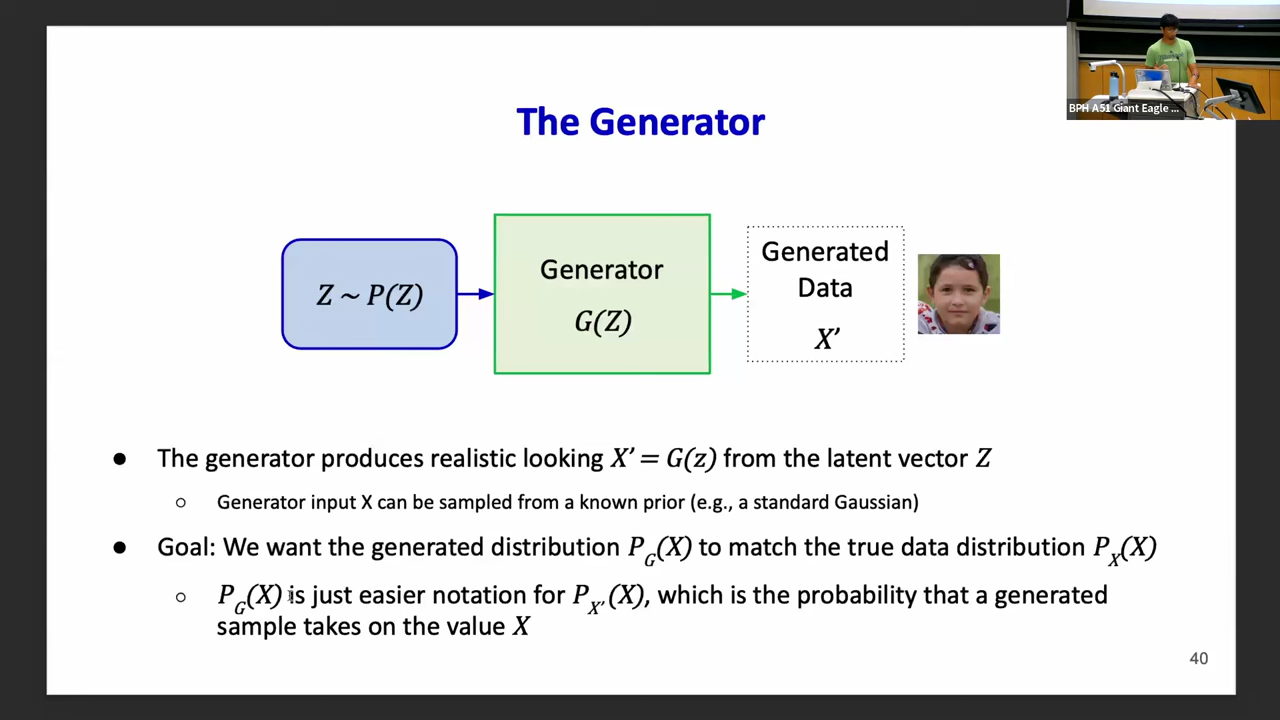 BPH A51 Giant Eagle ...
The Generator
Z ~ P(Z)
Generator
G(Z)
Generated
Data
X’
● The generator produces realistic looking X’ = G(z) from the latent vector Z
○ Generator input X can be sampled from a known prior (e.g., a standard Gaussian)
● Goal: We want the generated distribution P_G(X) to match the true data distribution P_X(X)
○ P_G(X) is just easier notation for P_X’(X), which is the probability that a generated
sample takes on the value X
40